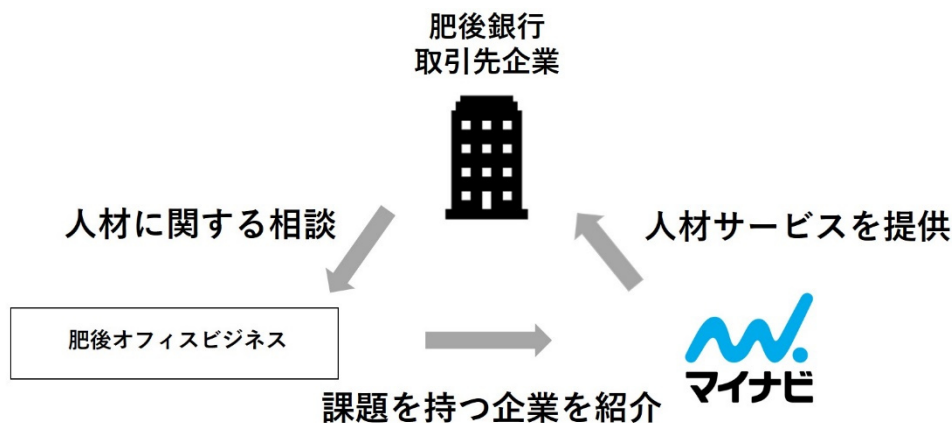 肥後銀行
取引先企業
人材に関する相談
人材サービスを提供
肥後オフィスビジネス
マイナビ
課題を持つ企業を紹介